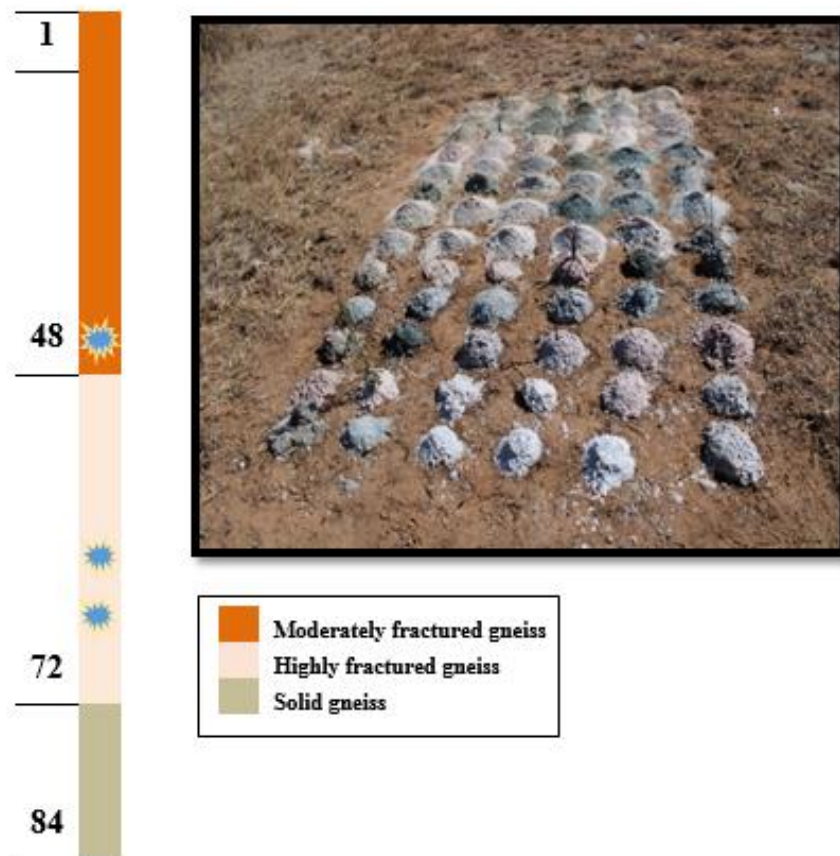 1
48
72
84
Moderately fractured gneiss
Highly fractured gneiss
Solid gneiss